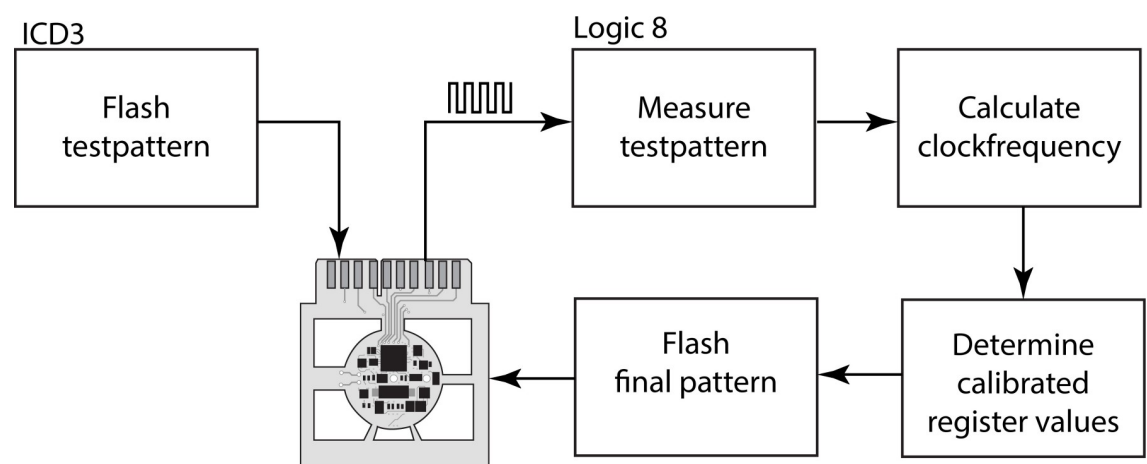 ICD3
Flash
testpattern
Logic 8
Measure
testpattern
Calculate
clockfrequency
Determine
calibrated
register values
Flash
final pattern